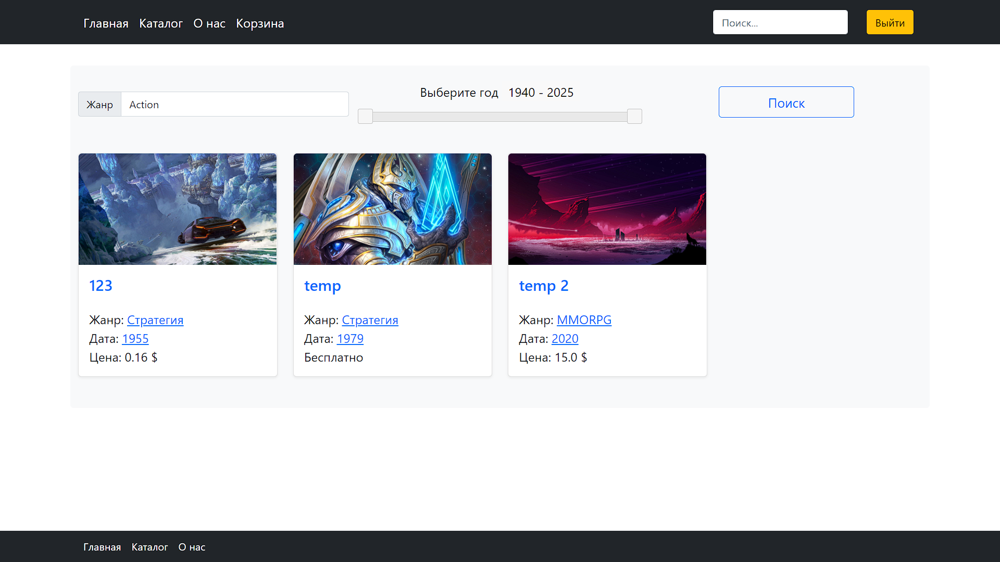 Главная Каталог О нас Корзина
Поиск...
Выйти
Жанр Action
Выберите год 1940 - 2025
Поиск
123
Жанр: Стратегия
Дата: 1955
Цена: 0.16 $
temp
Жанр: Стратегия
Дата: 1979
Бесплатно
temp 2
Жанр: MMORPG
Дата: 2020
Цена: 15.0 $
Главная Каталог О нас